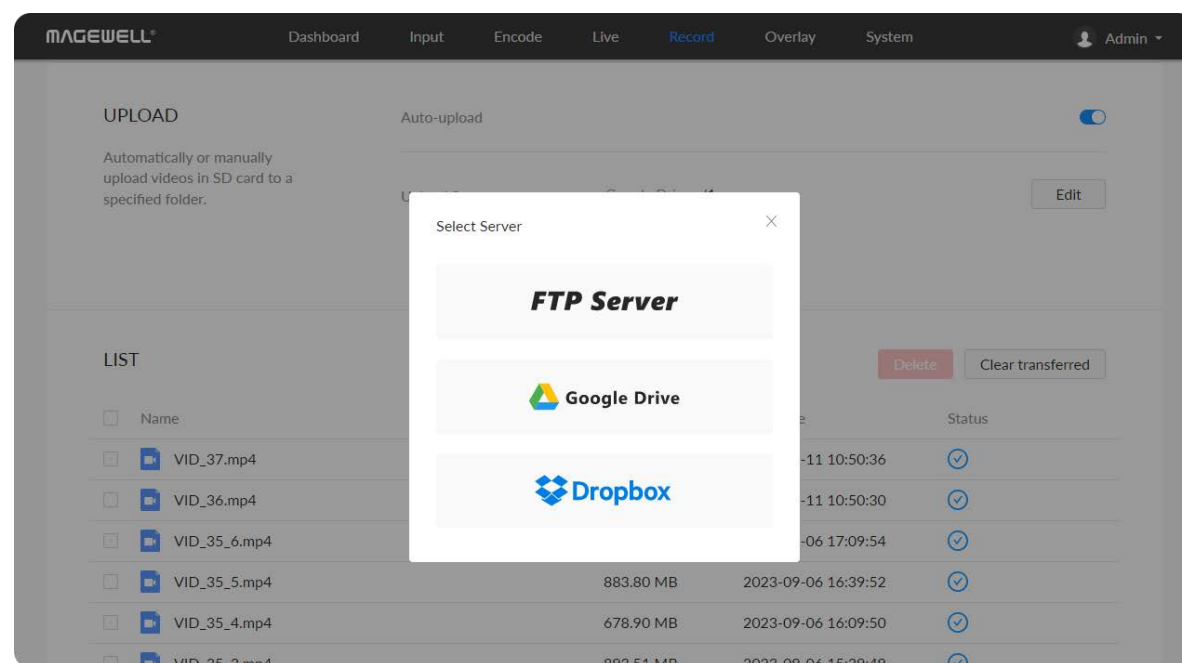 MAGEWELL® Dashboard Input Encode Live Record Overlay System Admin
UPLOAD Auto-upload
Automatically or manually
upload videos in SD card to a
specified folder.
Edit
Select Server
FTP Server
Google Drive
Dropbox
LIST Delete Clear transferred
Name Status
VID_37.mp4 -11 10:50:36
VID_36.mp4 -11 10:50:30
VID_35_6.mp4 -06 17:09:54
VID_35_5.mp4 883.80 MB 2023-09-06 16:39:52
VID_35_4.mp4 678.90 MB 2023-09-06 16:09:50